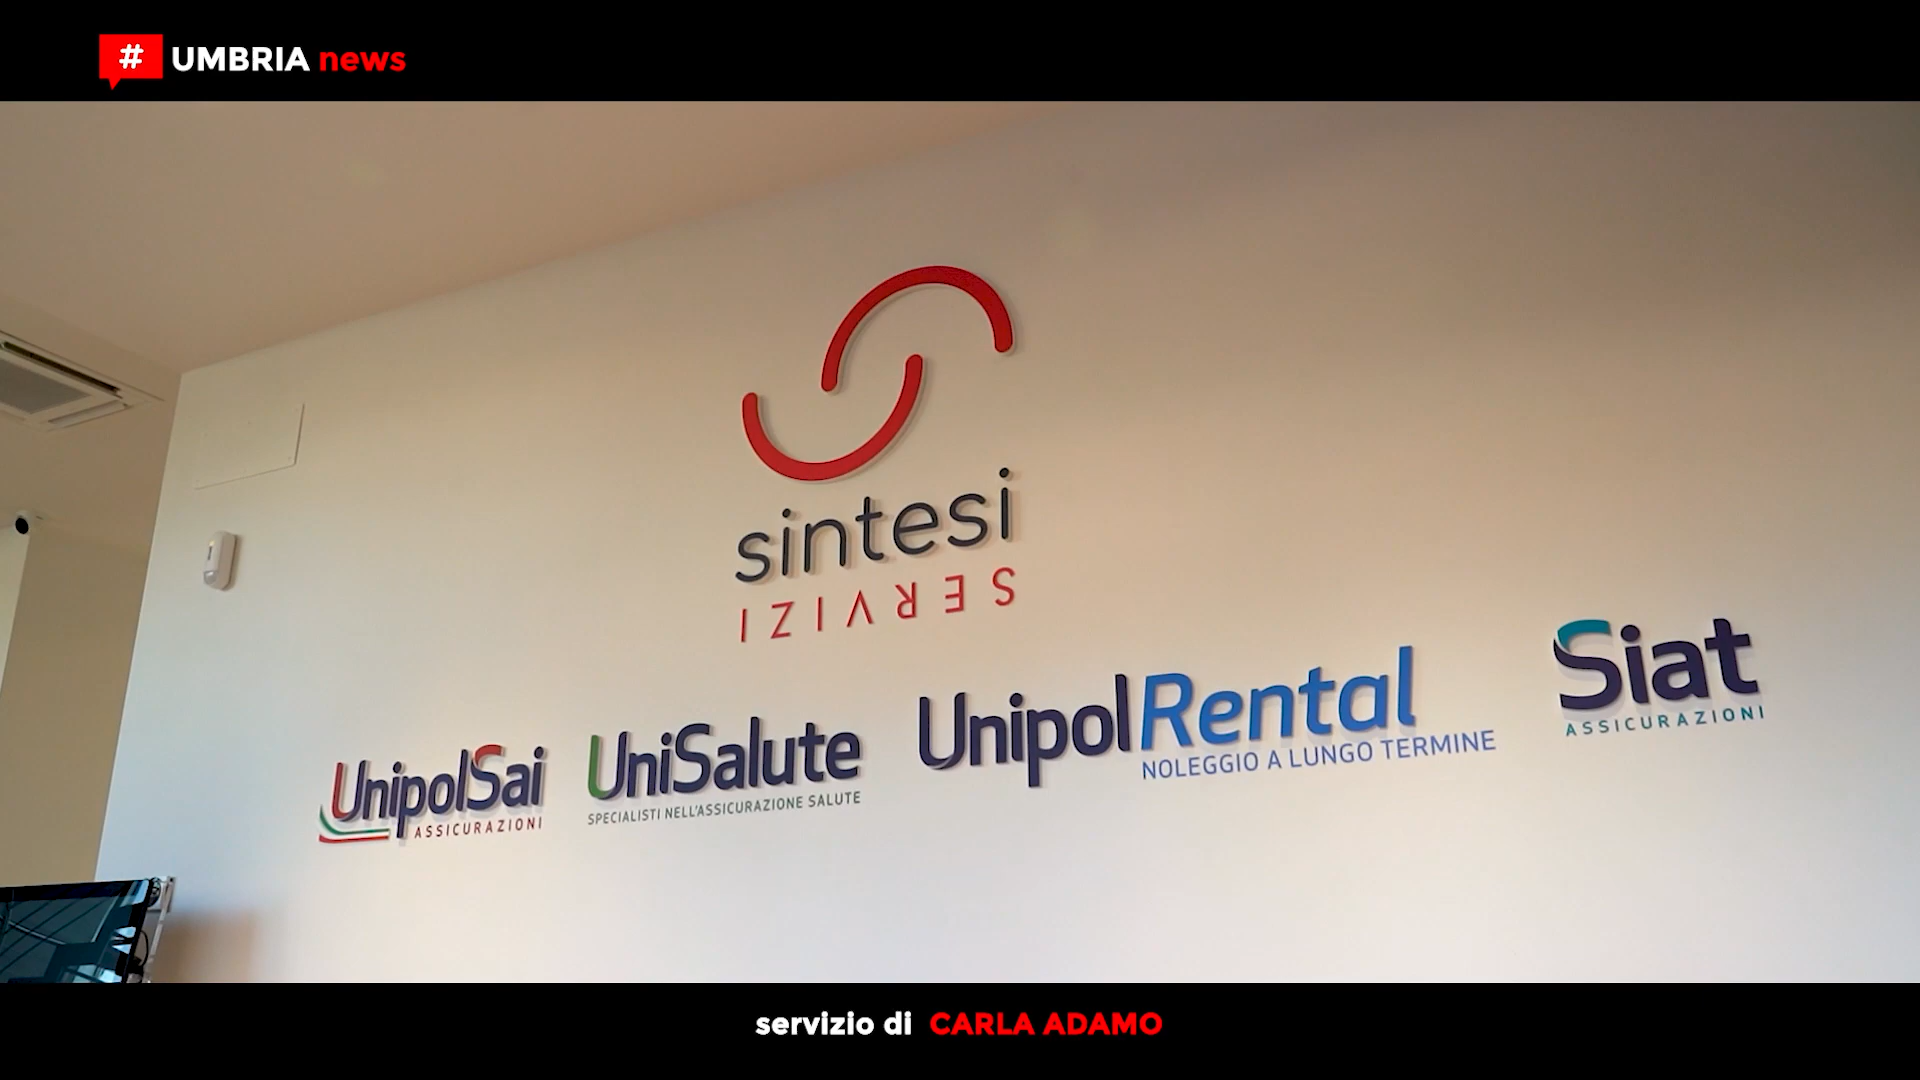 # UMBRIA news
sintesi
SERVIZI
UnipolSai
ASSICURAZIONI
UniSalute
SPECIALISTI NELL'ASSICURAZIONE SALUTE
UnipolRental
NOLEGGIO A LUNGO TERMINE
Siat
ASSICURAZIONI
servizio di CARLA ADAMO